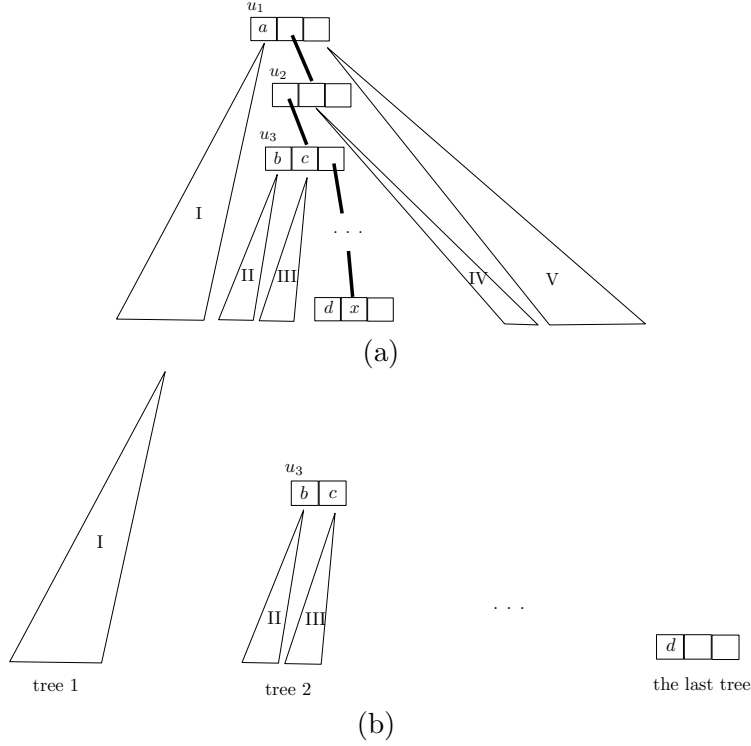 u₁
a
u₂
u₃
b c
I
. . .
II III IV V
d x
(a)
u₃
b c
I
. . .
II III
d
tree 1 tree 2 the last tree
(b)